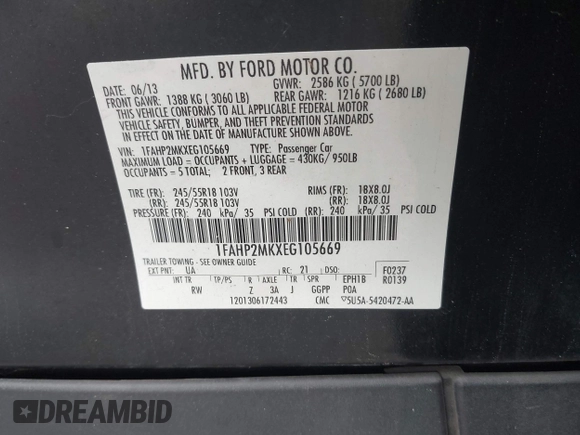 MFD. BY FORD MOTOR CO.
DATE: 06/13 GVWR: 2586 KG ( 5700 LB)
FRONT GAWR: 1388 KG ( 3060 LB) REAR GAWR: 1216 KG ( 2680 LB)
THIS VEHICLE CONFORMS TO ALL APPLICABLE FEDERAL MOTOR
VEHICLE SAFETY, BUMPER, AND THEFT PREVENTION STANDARDS
IN EFFECT ON THE DATE OF MANUFACTURE SHOWN ABOVE.
VIN: 1FAHP2MKXEG105669 TYPE: Passenger Car
MAXIMUM LOAD = OCCUPANTS + LUGGAGE = 430KG/ 950LB
OCCUPANTS = 5 TOTAL; 2 FRONT, 3 REAR
TIRE (FR): 245/55R18 103V RIMS (FR): 18X8.0J
(RR): 245/55R18 103V (RR): 18X8.0J
PRESSURE (FR): 240 kPa/ 35 PSI COLD (RR): 240 kPa/ 35 PSI COLD
1FAHP2MKXEG105669
TRAILER TOWING - SEE OWNER GUIDE
EXT PNT: UA RC: 21 DSO: F0237
INT TR TP/PS R AXLE TR SPR EPH1B R0139
RW Z 3A J GGPP POA
1201306172443 CMC 5U5A-5420472-AA
DREAMBID